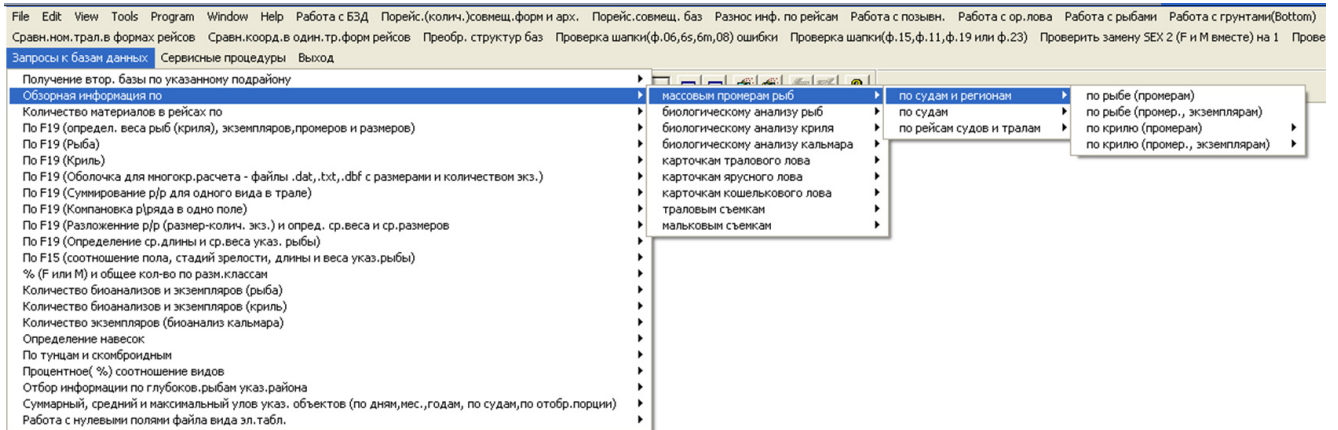 File Edit View Tools Program Window Help Работа с БЗД Порейс.(колич.)совмещ.форм и арх. Порейс.совмещ. баз Разнос инф. по рейсам Работа с позывн. Работа с ор.лова Работа с рыбами Работа с грунтами(Bottom)
Сравн.ном.трал.в формах рейсов Сравн.коорд.в один.тр.форм рейсов Преобр. структур баз Проверка шапки(ф.06,6s,6m,08) ошибки Проверка шапки(ф.15,ф.11,ф.19 или ф.23) Проверить замену SEX 2 (F и M вместе) на 1 Прове
Запросы к базам данных Сервисные процедуры Выход
Получение втор. базы по указанному подрайону
Обзорная информация по
Количество материалов в рейсах по
По F19 (определ. веса рыб (криля), экземпляров,промеров и размеров)
По F19 (Рыба)
По F19 (Криль)
По F19 (Оболочка для многокр.расчета - файлы .dat,.txt,.dbf с размерами и количеством экз.)
По F19 (Суммирование р/р для одного вида в трале)
По F19 (Компановка р\ряда в одно поле)
По F19 (Разложенние р/р (размер-колич. экз.) и опред. ср.веса и ср.размеров
По F19 (Определение ср.длины и ср.веса указ. рыбы)
По F15 (соотношение пола, стадий зрелости, длины и веса указ.рыбы)
% (F или M) и общее кол-во по разм.классам
Количество биоанализов и экземпляров (рыба)
Количество биоанализов и экземпляров (криль)
Количество экземпляров (биоанализ кальмара)
Определение навесок
По тунцам и скомброидным
Процентное( %) соотношение видов
Отбор информации по глубоков.рыбам указ.района
Суммарный, средний и максимальный улов указ. объектов (по дням,мес.,годам, по судам,по отобр.порции)
Работа с нулевыми полями файла вида эл.табл.
массовым промерам рыб
биологическому анализу рыб
биологическому анализу криля
биологическому анализу кальмара
карточкам тралового лова
карточкам ярусного лова
карточкам кошелькового лова
траловым съемкам
мальковым съемкам
по судам и регионам
по судам
по рейсам судов и тралам
по рыбе (промерам)
по рыбе (промер., экземплярам)
по крилю (промерам)
по крилю (промер., экземплярам)